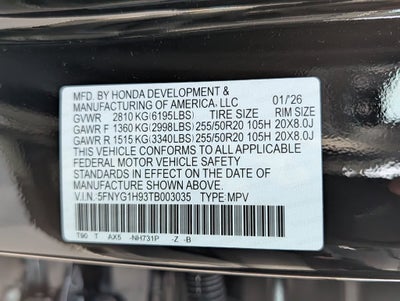 MFD. BY HONDA DEVELOPMENT &
MANUFACTURING OF AMERICA, LLC 01/'26
GVWR 2810 KG(6195LBS) TIRE SIZE RIM SIZE
GAWR F 1360 KG(2998LBS) 255/50R20 105H 20X8.0J
GAWR R 1515 KG(3340LBS) 255/50R20 105H 20X8.0J
THIS VEHICLE CONFORMS TO ALL APPLICABLE
FEDERAL MOTOR VEHICLE SAFETY
STANDARDS IN EFFECT ON THE DATE OF
MANUFACTURE SHOWN ABOVE.
V.I.N.:5FNYG1H93TB003035 TYPE:MPV
T90 T -AX5 -NH731P -Z -B